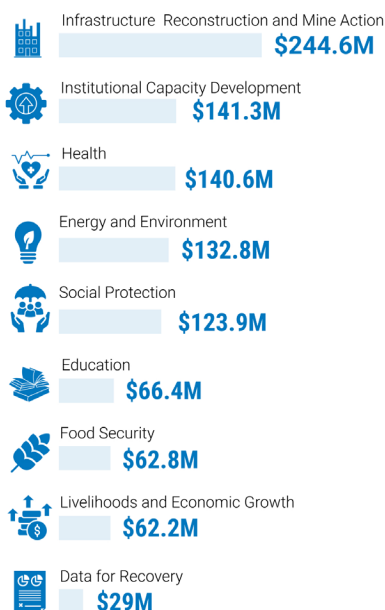 Infrastructure Reconstruction and Mine Action
$244.6M
Institutional Capacity Development
$141.3M
Health
$140.6M
Energy and Environment
$132.8M
Social Protection
$123.9M
Education
$66.4M
Food Security
$62.8M
Livelihoods and Economic Growth
$62.2M
Data for Recovery
$29M